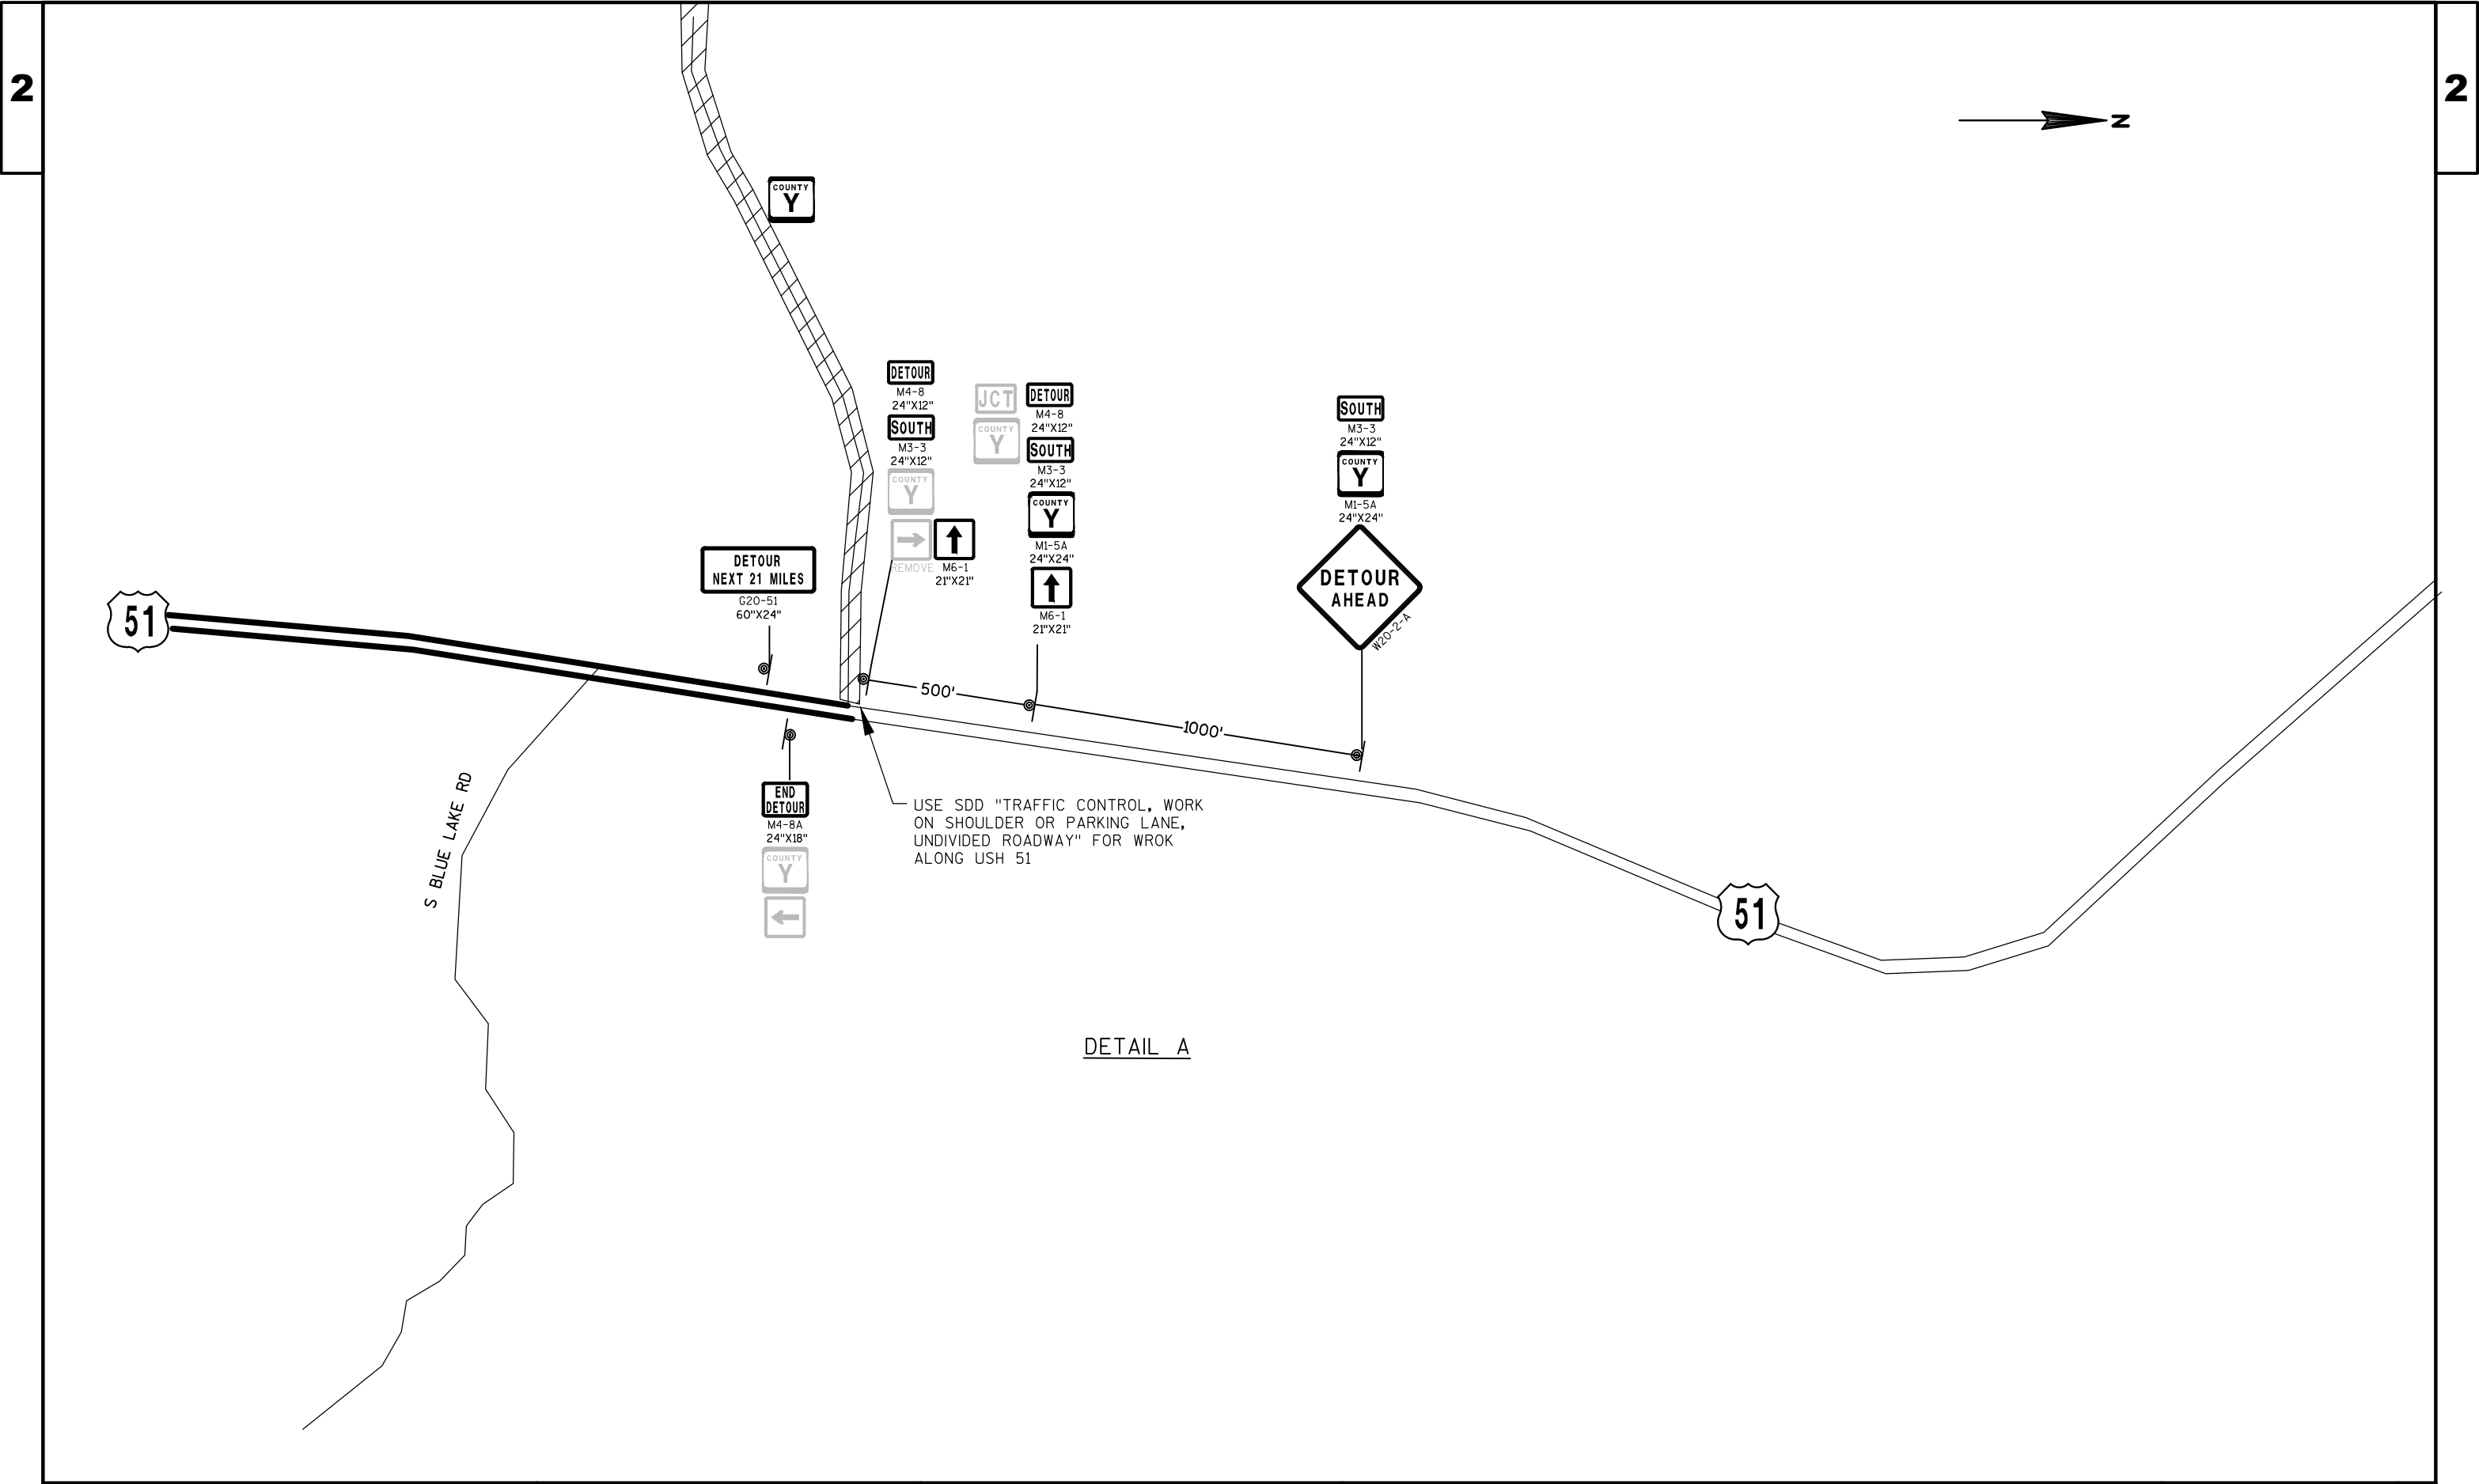 2
2
N
COUNTY
Y
DETOUR
M4-8
24"X12"
SOUTH
M3-3
24"X12"
COUNTY
Y
REMOVE
M6-1
21"X21"
JCT
COUNTY
Y
DETOUR
M4-8
24"X12"
SOUTH
M3-3
24"X12"
COUNTY
Y
M1-5A
24"X24"
M6-1
21"X21"
SOUTH
M3-3
24"X12"
COUNTY
Y
M1-5A
24"X24"
DETOUR
AHEAD
W20-2-A
DETOUR
NEXT 21 MILES
G20-51
60"X24"
51
500'
1000'
END
DETOUR
M4-8A
24"X18"
COUNTY
Y
USE SDD "TRAFFIC CONTROL, WORK
ON SHOULDER OR PARKING LANE,
UNDIVIDED ROADWAY" FOR WROK
ALONG USH 51
S BLUE LAKE RD
51
DETAIL A